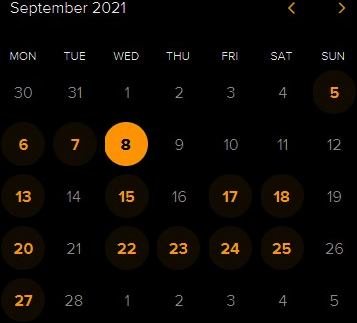 September 2021
MON TUE WED THU FRI SAT SUN
30 31 1 2 3 4 5
6 7 8 9 10 11 12
13 14 15 16 17 18 19
20 21 22 23 24 25 26
27 28 1 2 3 4 5